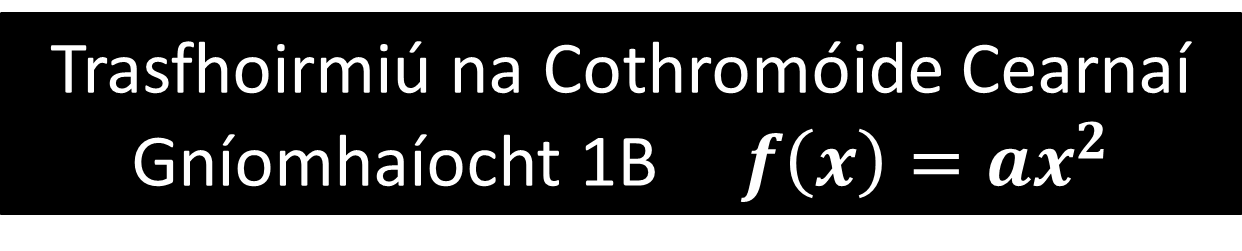 Trasfhoirmiú na Cothromóide Cearnaí
Gníomhaíocht 1B f(x) = ax²